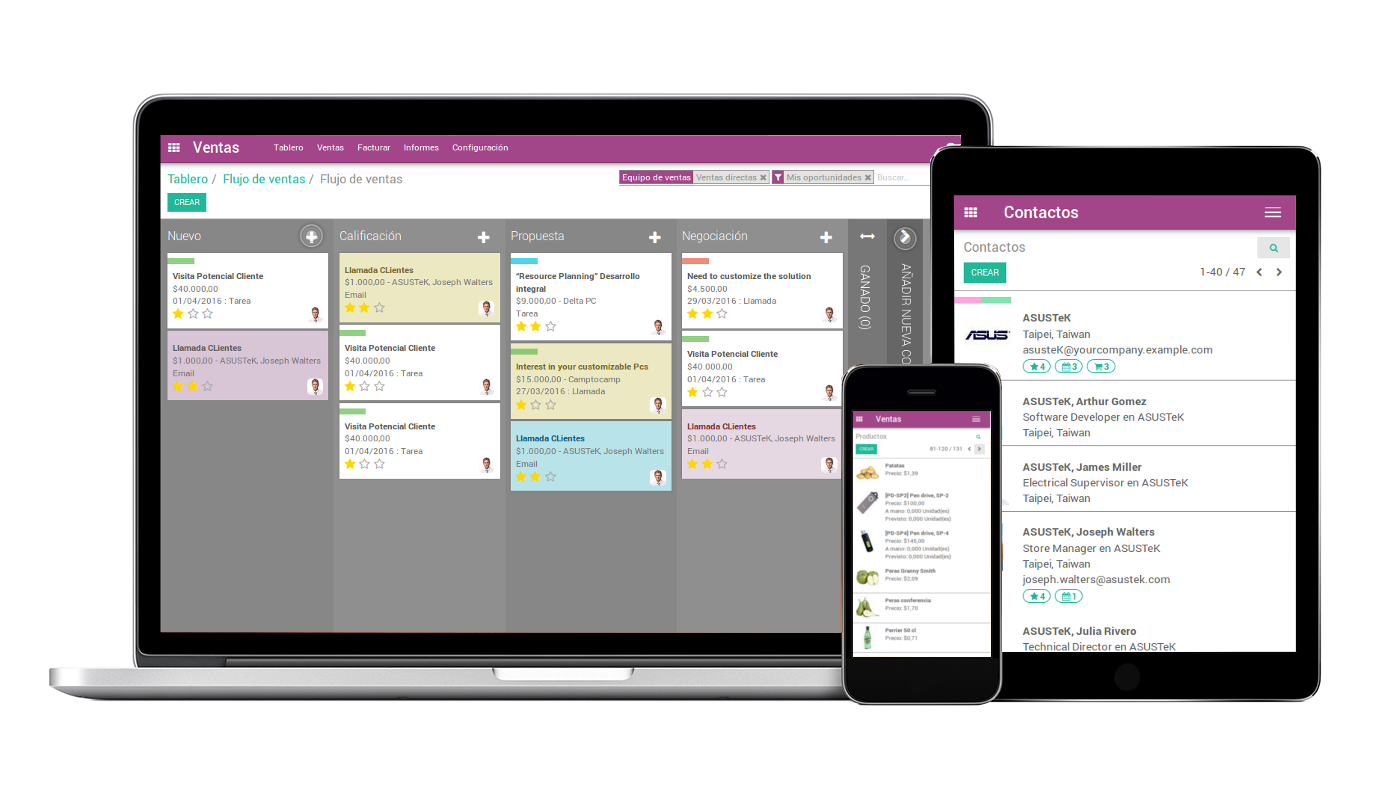 Ventas
Tablero Ventas Facturar Informes Configuración
Tablero / Flujo de ventas / Flujo de ventas
Equipo de ventas Ventas directas Mis oportunidades Buscar...
CREAR
Nuevo
Visita Potencial Cliente
$40.000,00
01/04/2016 : Tarea
Llamada CLientes
$1.000,00 - ASUSTeK, Joseph Walters
Email
Calificación
Llamada CLientes
$1.000,00 - ASUSTeK, Joseph Walters
Email
Visita Potencial Cliente
$40.000,00
01/04/2016 : Tarea
Visita Potencial Cliente
$40.000,00
01/04/2016 : Tarea
Propuesta
“Resource Planning” Desarrollo
integral
$9.000,00 - Delta PC
Tarea
Interest in your customizable Pcs
$15.000,00 - Camptocamp
27/03/2016 : Llamada
Llamada CLientes
$1.000,00 - ASUSTeK, Joseph Walters
Email
Negociación
Need to customize the solution
$4.500,00
29/03/2016 : Llamada
Visita Potencial Cliente
$40.000,00
01/04/2016 : Tarea
Llamada CLientes
$1.000,00 - ASUSTeK, Joseph Walters
Email
GANADO (0)
AÑADIR NUEVA CO
Ventas
Productos
CREAR
81-120 / 131
Patatas
Precio: $1,39
[PD-SP2] Pen drive, SP-2
Precio: $100,00
A mano: 0,000 Unidad(es)
Previsto: 0,000 Unidad(es)
[PD-SP4] Pen drive, SP-4
Precio: $145,00
A mano: 0,000 Unidad(es)
Previsto: 0,000 Unidad(es)
Peras Granny Smith
Precio: $2,09
Peras conferencia
Precio: $1,70
Perrier 50 cl
Precio: $0,71
Contactos
Contactos
CREAR
1-40 / 47
ASUS
ASUSTeK
Taipei, Taiwan
asusteK@yourcompany.example.com
4 3 3
ASUSTeK, Arthur Gomez
Software Developer en ASUSTeK
Taipei, Taiwan
ASUSTeK, James Miller
Electrical Supervisor en ASUSTeK
Taipei, Taiwan
ASUSTeK, Joseph Walters
Store Manager en ASUSTeK
Taipei, Taiwan
joseph.walters@asustek.com
4 1
ASUSTeK, Julia Rivero
Technical Director en ASUSTeK